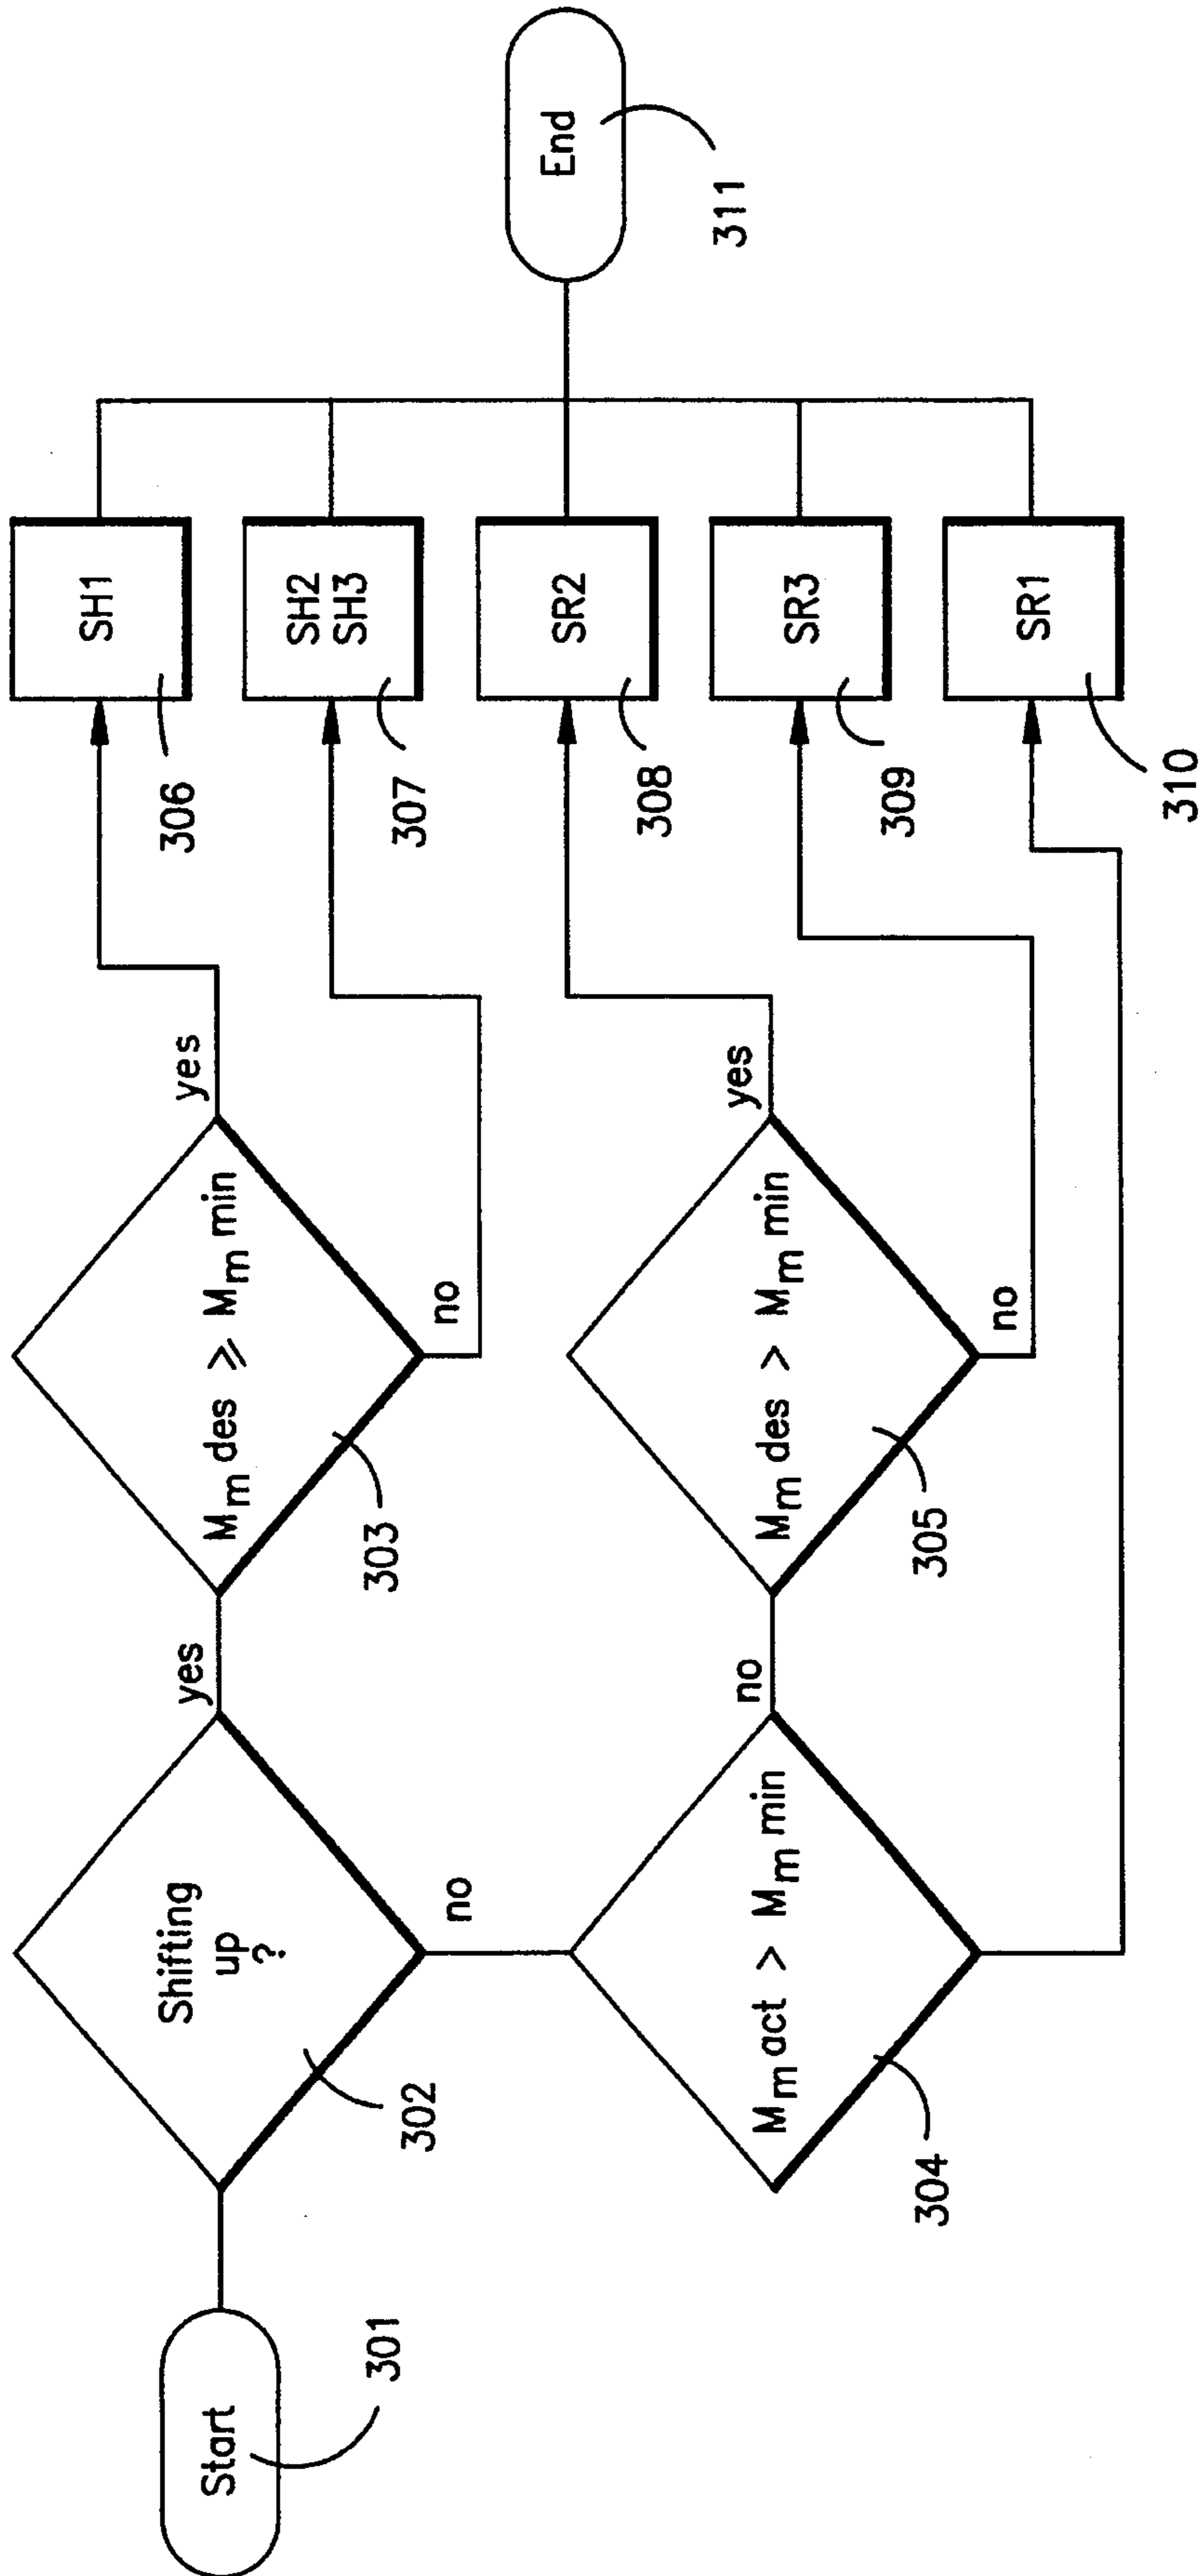 Start
301
Shifting
up
?
302
yes
no
Mm des ⩾ Mm min
303
yes
no
Mm act > Mm min
304
no
Mm des > Mm min
305
yes
no
SH1
306
SH2
SH3
307
SR2
308
SR3
309
SR1
310
End
311